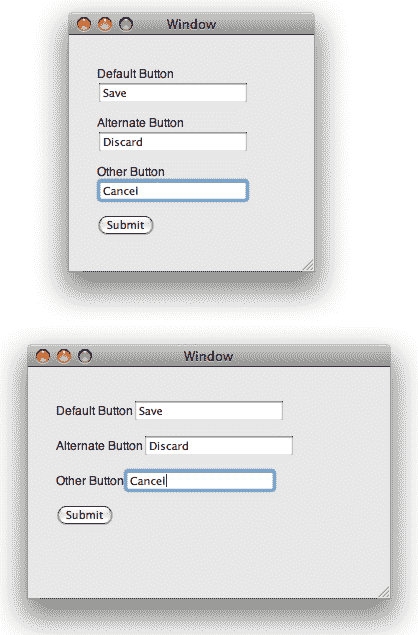 Window
Default Button
Save
Alternate Button
Discard
Other Button
Cancel
Submit
Window
Default Button Save
Alternate Button Discard
Other Button Cancel
Submit